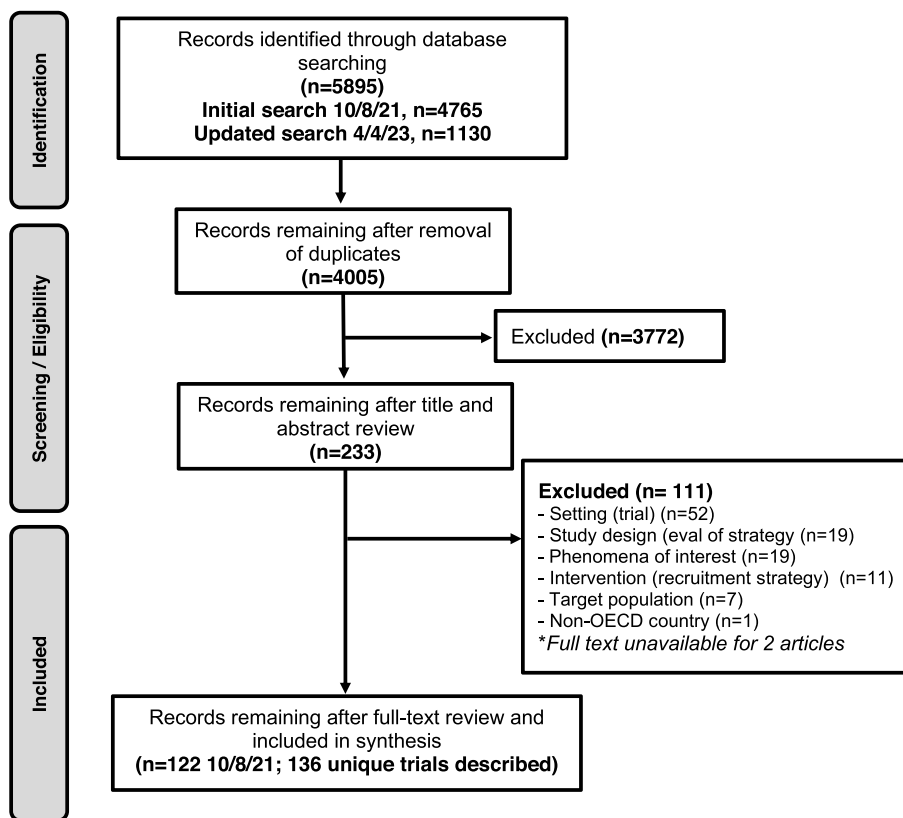 Identification
Records identified through database
searching
(n=5895)
Initial search 10/8/21, n=4765
Updated search 4/4/23, n=1130
Screening / Eligibility
Records remaining after removal
of duplicates
(n=4005)
Excluded (n=3772)
Records remaining after title and
abstract review
(n=233)
Excluded (n= 111)
- Setting (trial) (n=52)
- Study design (eval of strategy (n=19)
- Phenomena of interest (n=19)
- Intervention (recruitment strategy) (n=11)
- Target population (n=7)
- Non-OECD country (n=1)
*Full text unavailable for 2 articles
Included
Records remaining after full-text review and
included in synthesis
(n=122 10/8/21; 136 unique trials described)